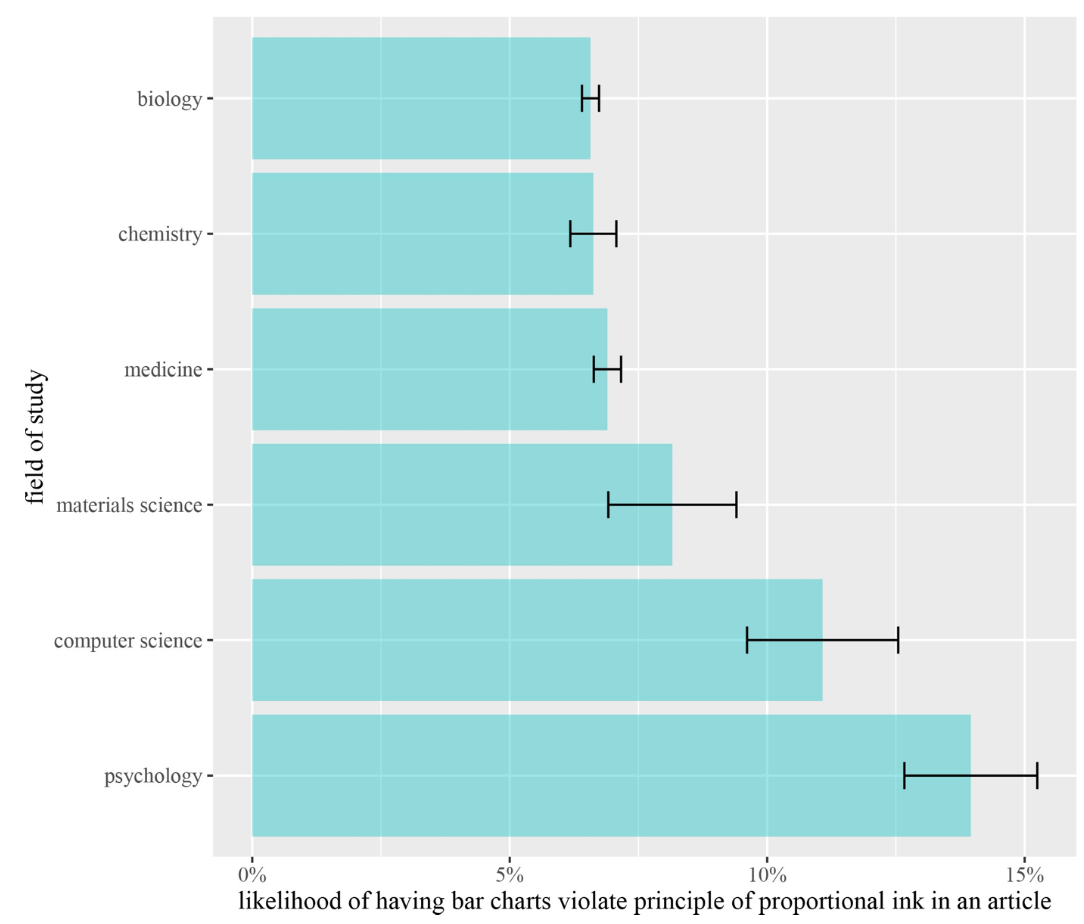 biology
chemistry
medicine
materials science
computer science
psychology
field of study
0%
5%
10%
15%
likelihood of having bar charts violate principle of proportional ink in an article